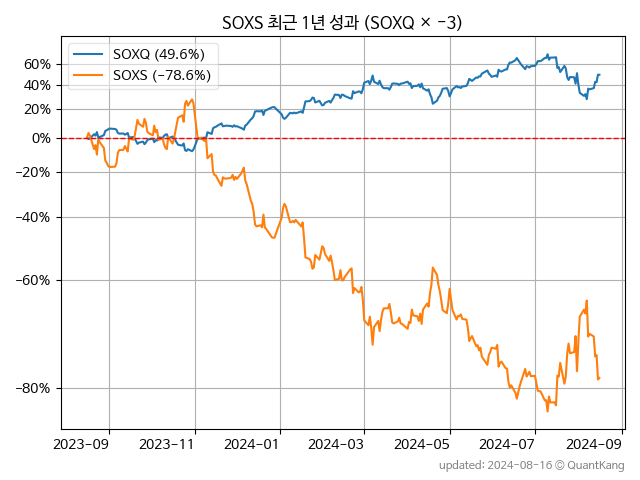 SOXS 최근 1년 성과 (SOXQ × −3)
SOXQ (49.6%)
SOXS (−78.6%)
60%
40%
20%
0%
−20%
−40%
−60%
−80%
2023-09 2023-11 2024-01 2024-03 2024-05 2024-07 2024-09
updated: 2024-08-16 © QuantKang